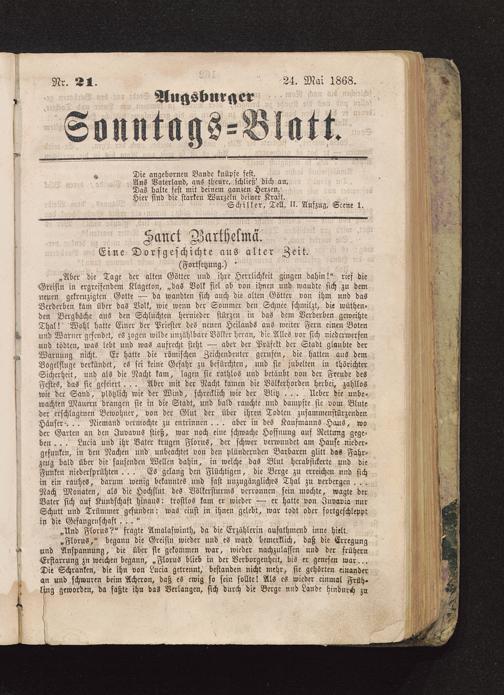 Nr. 21.
24. Mai 1868.
Augsburger
Sonntags=Blatt.
Die angebornen Bande knüpfe fest,
Ans Vaterland, ans theure, schließ' dich an,
Das halte fest mit deinem ganzen Herzen,
Hier sind die starken Wurzeln deiner Kraft.
Schiller, Tell, II. Aufzug, Scene 1.
Sanct Barthelmä.
Eine Dorfgeschichte aus alter Zeit.
(Fortsetzung.)
„Aber die Tage der alten Götter und ihre Herrlichkeit gingen dahin!" rief die
Greisin in ergreifendem Klageton, „das Volk fiel ab von ihnen und wandte sich zu dem
neuen gekreuzigten Gotte — da wandten sich auch die alten Götter von ihm und das
Verderben kam über das Volk, wie wenn der Sommer den Schnee schmilzt, die wüthen-
den Bergbäche aus den Schluchten hernieder stürzen in das dem Verderben geweihte
Thal! Wohl hatte Einer der Priester des neuen Heilands aus weiter Fern einen Boten
und Warner gesendet, es zogen wilde unzählbare Völker heran, die Alles vor sich niederwerfen
und tödten, was lebt und was aufrecht steht — aber der Präfekt der Stadt glaubte der
Warnung nicht. Er hatte die römischen Zeichendeuter gerufen, die hatten aus dem
Vogelfluge verkündet, es sei keine Gefahr zu befürchten, und sie jubelten in thörichter
Sicherheit, und als die Nacht kam, lagen sie rathlos und betäubt von der Freude des
Festes, das sie gefeiert . . . Aber mit der Nacht kamen die Völkerhorden herbei, zahllos
wie der Sand, plötzlich wie der Wind, schrecklich wie der Blitz . . . Ueber die unbe-
wachten Mauern drangen sie in die Stadt, und bald rauchte und dampfte sie vom Blute
der erschlagenen Bewohner, von der Glut der über ihren Todten zusammenstürzenden
Häuser . . . Niemand vermochte zu entrinnen . . . aber in des Kaufmanns Haus, wo
der Garten an den Juvavus stieß, war noch eine schwache Hoffnung auf Rettung gege-
ben . . . Lucia und ihr Vater trugen Florus, der schwer verwundet am Hause nieder-
gesunken, in den Nachen und unbeachtet von den plündernden Barbaren glitt das Fahr-
zeug bald über die sausenden Wellen dahin, in welche das Blut herabsickerte und die
Funken niedersprühten . . . Es gelang den Flüchtigen, die Berge zu erreichen und sich
in ein rauhes, darum wenig bekanntes und fast unzugängliches Thal zu verbergen . . .
Nach Monaten, als die Hochflut des Völkersturms verronnen sein mochte, wagte der
Vater sich auf Kundschaft hinaus: trostlos kam er wieder — er hatte von Juvavia nur
Schutt und Trümmer gefunden: was einst in ihnen gelebt, war todt oder fortgeschleppt
in die Gefangenschaft . . ."
„Und Florus?" fragte Amalaswinth, da die Erzählerin aufathmend inne hielt.
„Florus," begann die Greisin wieder und es ward bemerklich, daß die Erregung
und Anspannung, die über sie gekommen war, wieder nachzulassen und der frühern
Erstarrung zu weichen begann, „Florus blieb in der Verborgenheit, bis er genesen war...
Die Schranken, die ihn von Lucia getrennt, bestanden nicht mehr, sie gehörten einander
an und schwuren beim Acheron, daß es ewig so sein sollte! Als es wieder einmal Früh-
ling geworden, da faßte ihn das Verlangen, sich durch die Berge und Lande hindurch zu